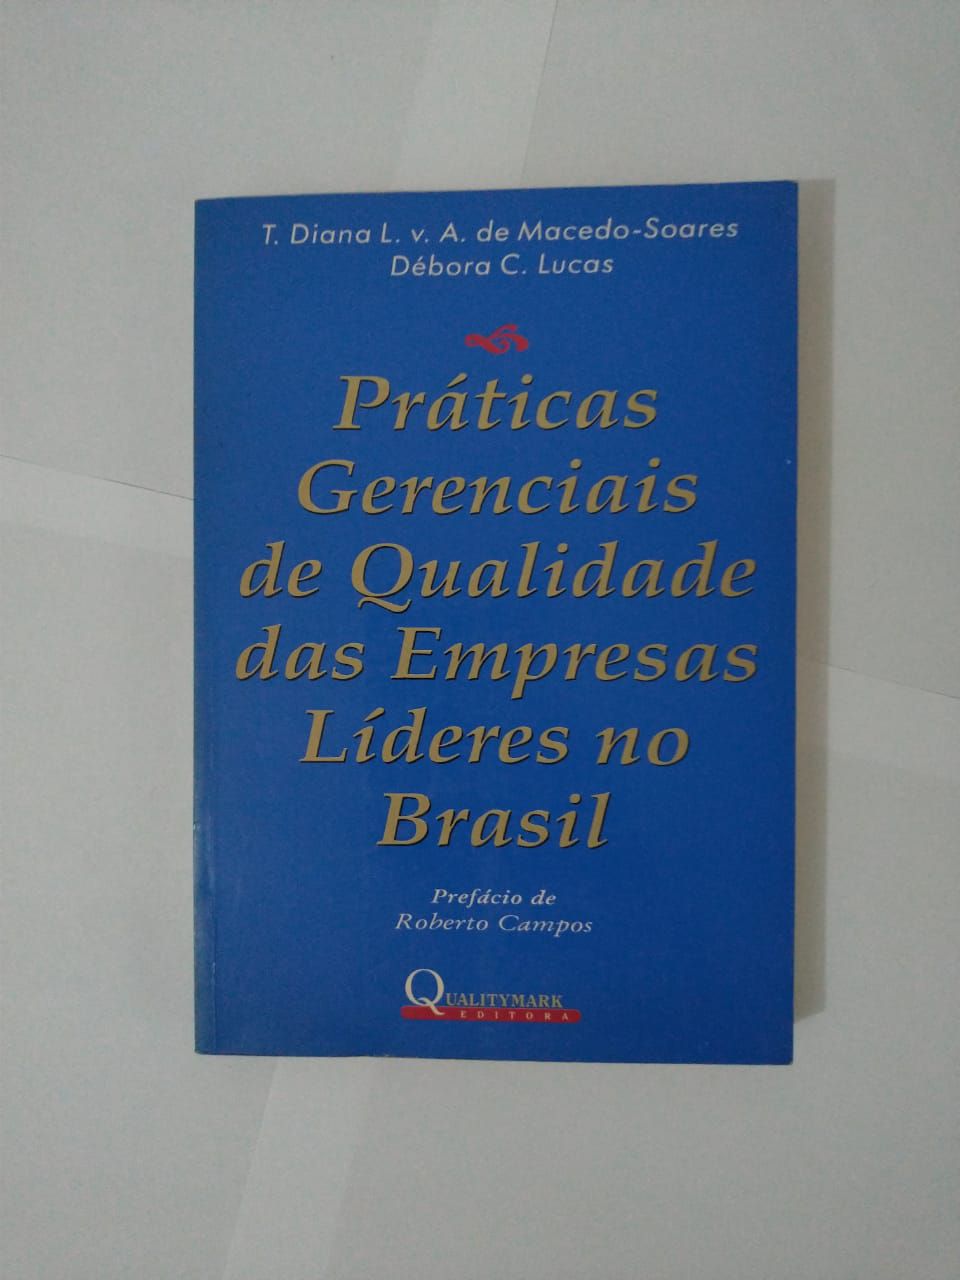 T. Diana L. v. A. de Macedo-Soares
Débora C. Lucas
Práticas
Gerenciais
de Qualidade
das Empresas
Líderes no
Brasil
Prefácio de
Roberto Campos
QUALITYMARK
EDITORA